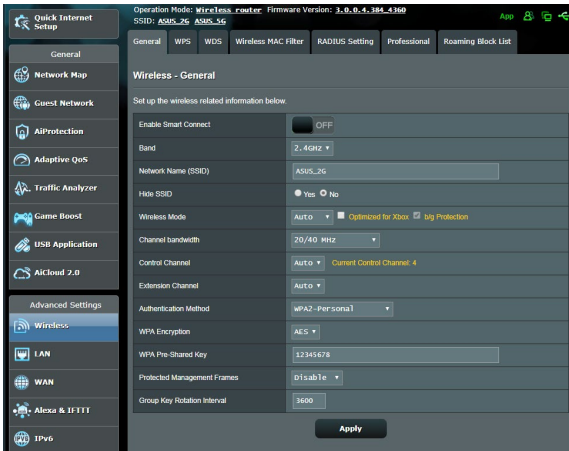 Quick Internet
Setup
Operation Mode: Wireless router Firmware Version: 3.0.0.4.384_4360
SSID: ASUS_2G ASUS_5G
App
General
WPS
WDS
Wireless MAC Filter
RADIUS Setting
Professional
Roaming Block List
General
Network Map
Guest Network
AiProtection
Adaptive QoS
Traffic Analyzer
Game Boost
USB Application
AiCloud 2.0
Advanced Settings
Wireless
LAN
WAN
Alexa & IFTTT
IPv6
Wireless - General
Set up the wireless related information below.
Enable Smart Connect OFF
Band 2.4GHz
Network Name (SSID) ASUS_2G
Hide SSID Yes No
Wireless Mode Auto Optimized for Xbox b/g Protection
Channel bandwidth 20/40 MHz
Control Channel Auto Current Control Channel: 4
Extension Channel Auto
Authentication Method WPA2-Personal
WPA Encryption AES
WPA Pre-Shared Key 12345678
Protected Management Frames Disable
Group Key Rotation Interval 3600
Apply